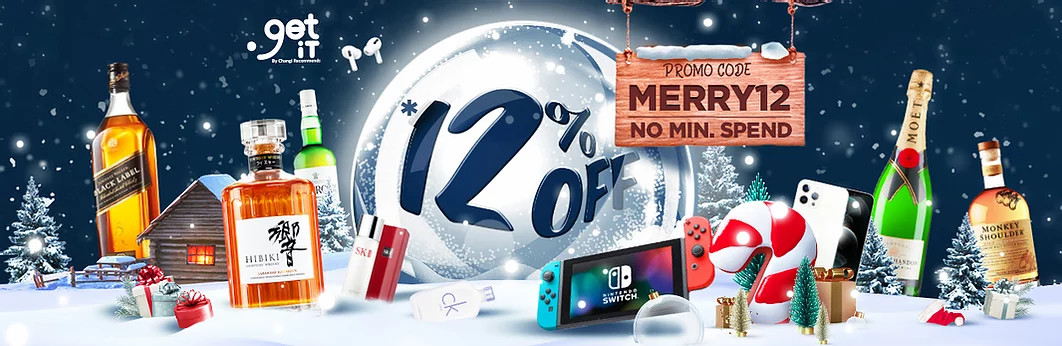 get
iT
By Changi Recommends
*12%
OFF
PROMO CODE
MERRY12
NO MIN. SPEND
BLACK LABEL
響
HIBIKI
SK-II
ck
NINTENDO
SWITCH
MOËT
MONKEY
SHOULDER